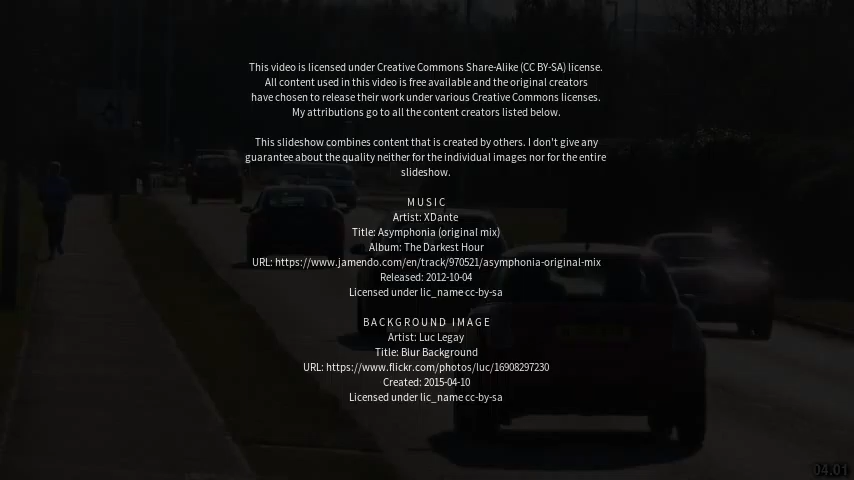 This video is licensed under Creative Commons Share-Alike (CC BY-SA) license.
All content used in this video is free available and the original creators
have chosen to release their work under various Creative Commons licenses.
My attributions go to all the content creators listed below.
This slideshow combines content that is created by others. I don't give any
guarantee about the quality neither for the individual images nor for the entire
slideshow.
MUSIC
Artist: XDante
Title: Asymphonia (original mix)
Album: The Darkest Hour
URL: https://www.jamendo.com/en/track/970521/asymphonia-original-mix
Released: 2012-10-04
Licensed under lic_name cc-by-sa
BACKGROUND IMAGE
Artist: Luc Legay
Title: Blur Background
URL: https://www.flickr.com/photos/luc/16908297230
Created: 2015-04-10
Licensed under lic_name cc-by-sa
04.01